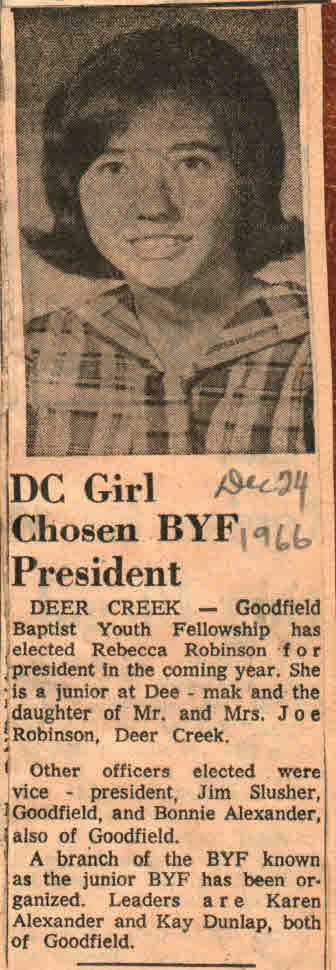 DC Girl
Dec 24
Chosen BYF
1966
President
DEER CREEK — Goodfield
Baptist Youth Fellowship has
elected Rebecca Robinson for
president in the coming year. She
is a junior at Dee - mak and the
daughter of Mr. and Mrs. Joe
Robinson, Deer Creek.
Other officers elected were
vice - president, Jim Slusher,
Goodfield, and Bonnie Alexander,
also of Goodfield.
A branch of the BYF known
as the junior BYF has been or-
ganized. Leaders are Karen
Alexander and Kay Dunlap, both
of Goodfield.